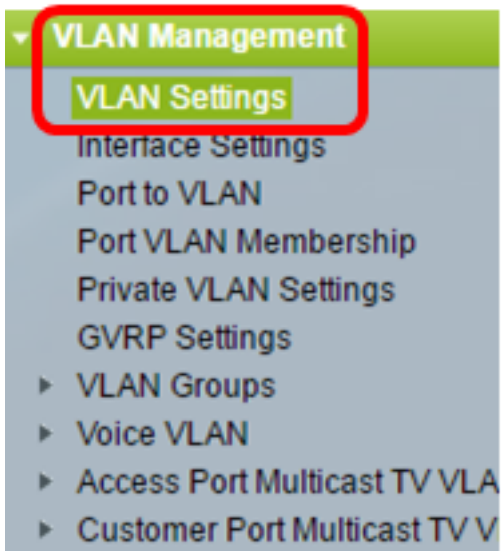 VLAN Management
VLAN Settings
Interface Settings
Port to VLAN
Port VLAN Membership
Private VLAN Settings
GVRP Settings
VLAN Groups
Voice VLAN
Access Port Multicast TV VLA
Customer Port Multicast TV V